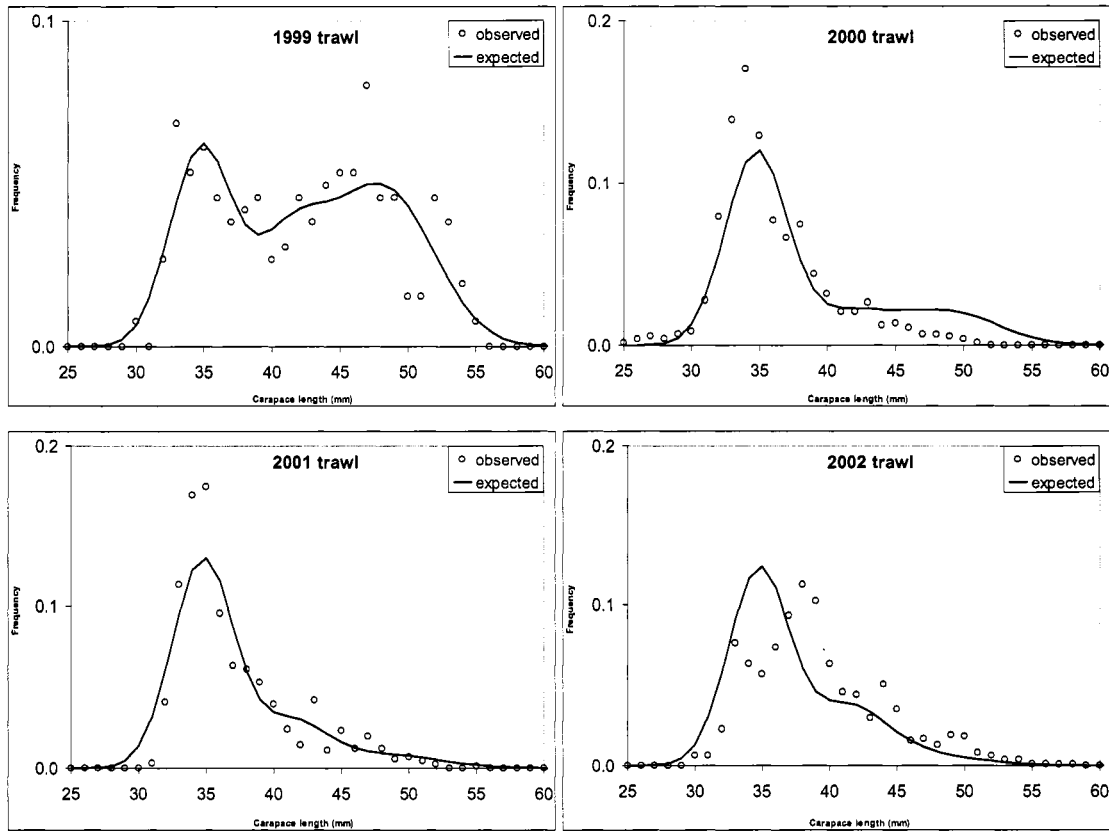 1999 trawl
observed
expected
0.1
0.0
Frequency
25 30 35 40 45 50 55 60
Carapace length (mm)
2000 trawl
observed
expected
0.2
0.1
0.0
Frequency
25 30 35 40 45 50 55 60
Carapace length (mm)
2001 trawl
observed
expected
0.2
0.1
0.0
Frequency
25 30 35 40 45 50 55 60
Carapace length (mm)
2002 trawl
observed
expected
0.2
0.1
0.0
Frequency
25 30 35 40 45 50 55 60
Carapace length (mm)